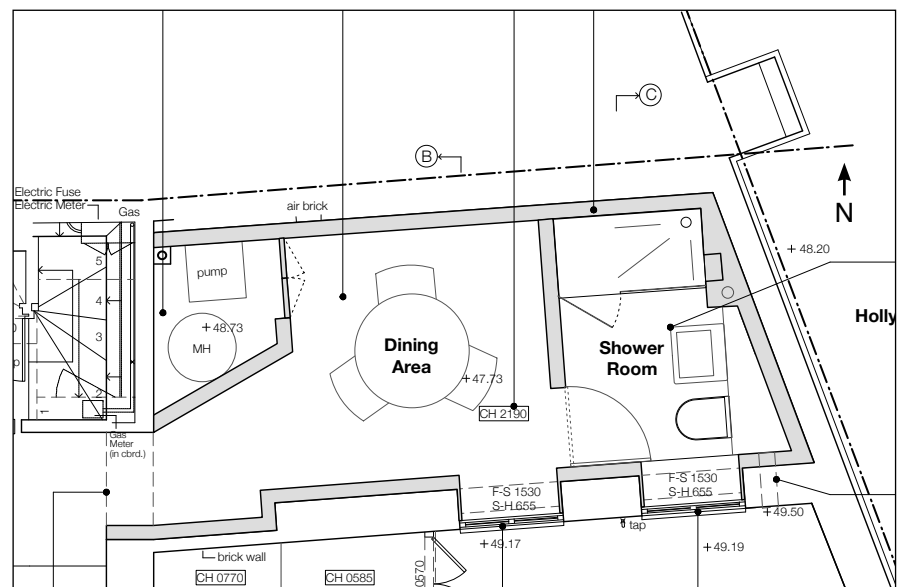 C
B
N
Electric Fuse
Electric Meter
Gas
air brick
+48.20
5
4
3
2
1
pump
+48.73
MH
Dining
Area
+47.73
CH 2190
Shower
Room
Holly
Gas
Meter
(in cbrd.)
F-S 1530
S-H 655
F-S 1530
S-H 655
+49.50
tap
+49.17
+49.19
brick wall
CH 0770
CH 0585
0570